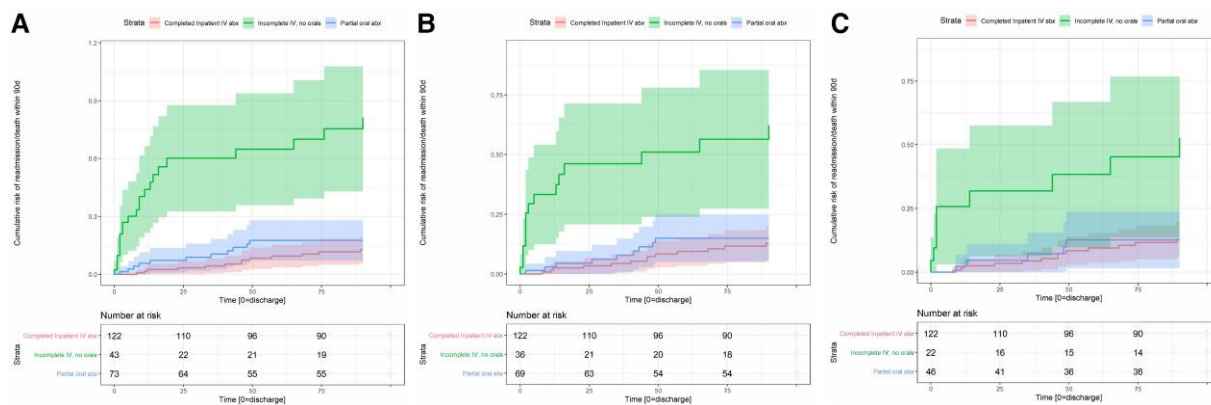 A
Strata Completed Inpatient IV abx Incomplete IV, no orals Partial oral abx
Cumulative risk of readmission/death within 90d
1.2
0.9
0.6
0.3
0.0
0 25 50 75
Time [0=discharge]
Number at risk
Strata
Completed Inpatient IV abx 122 110 96 90
Incomplete IV, no orals 43 22 21 19
Partial oral abx 73 64 55 55
0 25 50 75
Time [0=discharge]
B
Strata Completed Inpatient IV abx Incomplete IV, no orals Partial oral abx
Cumulative risk of readmission/death within 90d
0.75
0.50
0.25
0.00
0 25 50 75
Time [0=discharge]
Number at risk
Strata
Completed Inpatient IV abx 122 110 96 90
Incomplete IV, no orals 36 21 20 18
Partial oral abx 69 63 54 54
0 25 50 75
Time [0=discharge]
C
Strata Completed Inpatient IV abx Incomplete IV, no orals Partial oral abx
Cumulative risk of readmission/death within 90d
0.75
0.50
0.25
0.00
0 25 50 75
Time [0=discharge]
Number at risk
Strata
Completed Inpatient IV abx 122 110 96 90
Incomplete IV, no orals 22 16 15 14
Partial oral abx 46 41 36 36
0 25 50 75
Time [0=discharge]